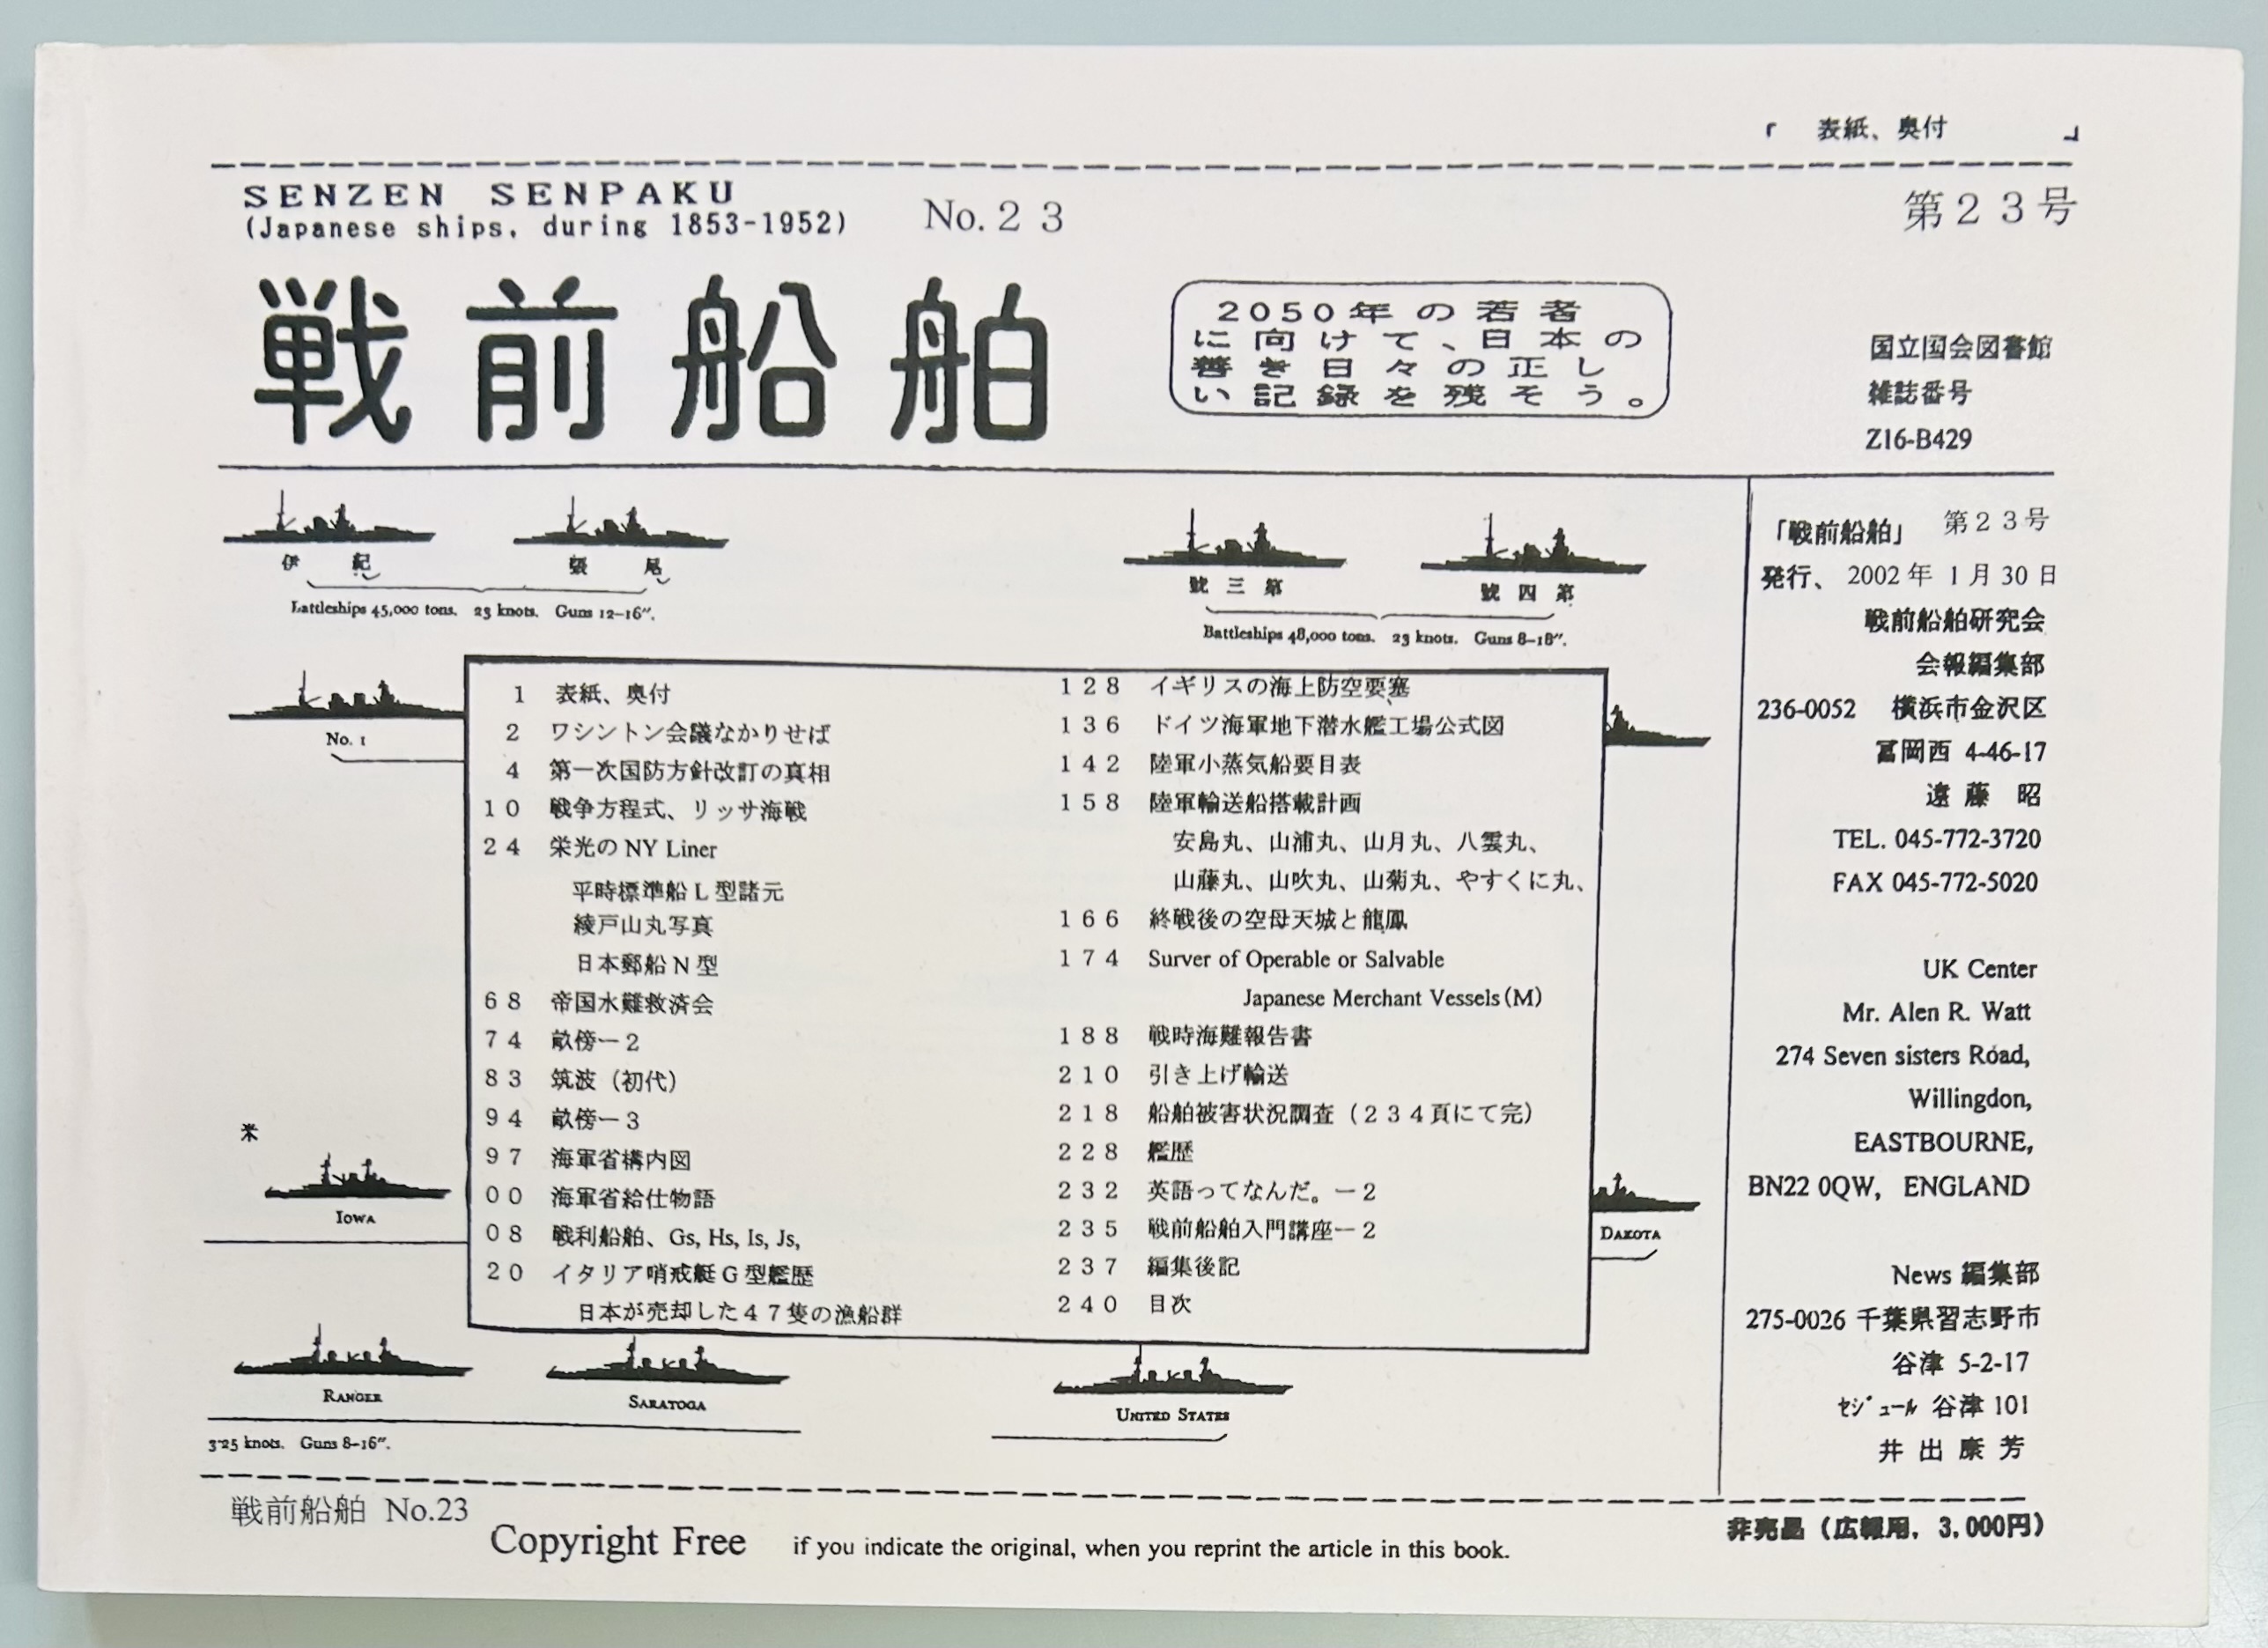 「 表紙、奥付 」
SENZEN SENPAKU
(Japanese ships, during 1853-1952)
No.23
第23号
戦前船舶
2050年の若者
に向けて、日本の
善き日々の正し
い記録を残そう。
国立国会図書館
雑誌番号
Z16-B429
伊 紀
張 尾
Battleships 45,000 tons. 23 knots. Guns 12-16″.
號三第
號四第
Battleships 48,000 tons. 23 knots. Guns 8-18″.
No. 1
1 表紙、奥付
2 ワシントン会議なかりせば
4 第一次国防方針改訂の真相
10 戦争方程式、リッサ海戦
24 栄光のNY Liner
平時標準船L型諸元
綾戸山丸写真
日本郵船N型
68 帝国水難救済会
74 畝傍ー2
83 筑波（初代）
94 畝傍ー3
97 海軍省構内図
00 海軍省給仕物語
08 戦利船舶、Gs, Hs, Is, Js,
20 イタリア哨戒艇G型艦歴
日本が売却した47隻の漁船群
128 イギリスの海上防空要塞
136 ドイツ海軍地下潜水艦工場公式図
142 陸軍小蒸気船要目表
158 陸軍輸送船搭載計画
安島丸、山浦丸、山月丸、八雲丸、
山藤丸、山吹丸、山菊丸、やすくに丸、
166 終戦後の空母天城と龍鳳
174 Surver of Operable or Salvable
Japanese Merchant Vessels(M)
188 戦時海難報告書
210 引き上げ輸送
218 船舶被害状況調査（234頁にて完）
228 艦歴
232 英語ってなんだ。ー2
235 戦前船舶入門講座ー2
237 編集後記
240 目次
米
IOWA
DAKOTA
RANGER
SARATOGA
UNITED STATES
3·25 knots. Guns 8-16″.
「戦前船舶」 第23号
発行、 2002年 1月30日
戦前船舶研究会
会報編集部
236-0052 横浜市金沢区
富岡西 4-46-17
遠藤 昭
TEL. 045-772-3720
FAX 045-772-5020
UK Center
Mr. Alen R. Watt
274 Seven sisters Road,
Willingdon,
EASTBOURNE,
BN22 0QW, ENGLAND
News 編集部
275-0026 千葉県習志野市
谷津 5-2-17
ｾｼﾞｭｰﾙ 谷津 101
井出康芳
戦前船舶 No.23
Copyright Free if you indicate the original, when you reprint the article in this book.
非売品（広報用, 3,000円）